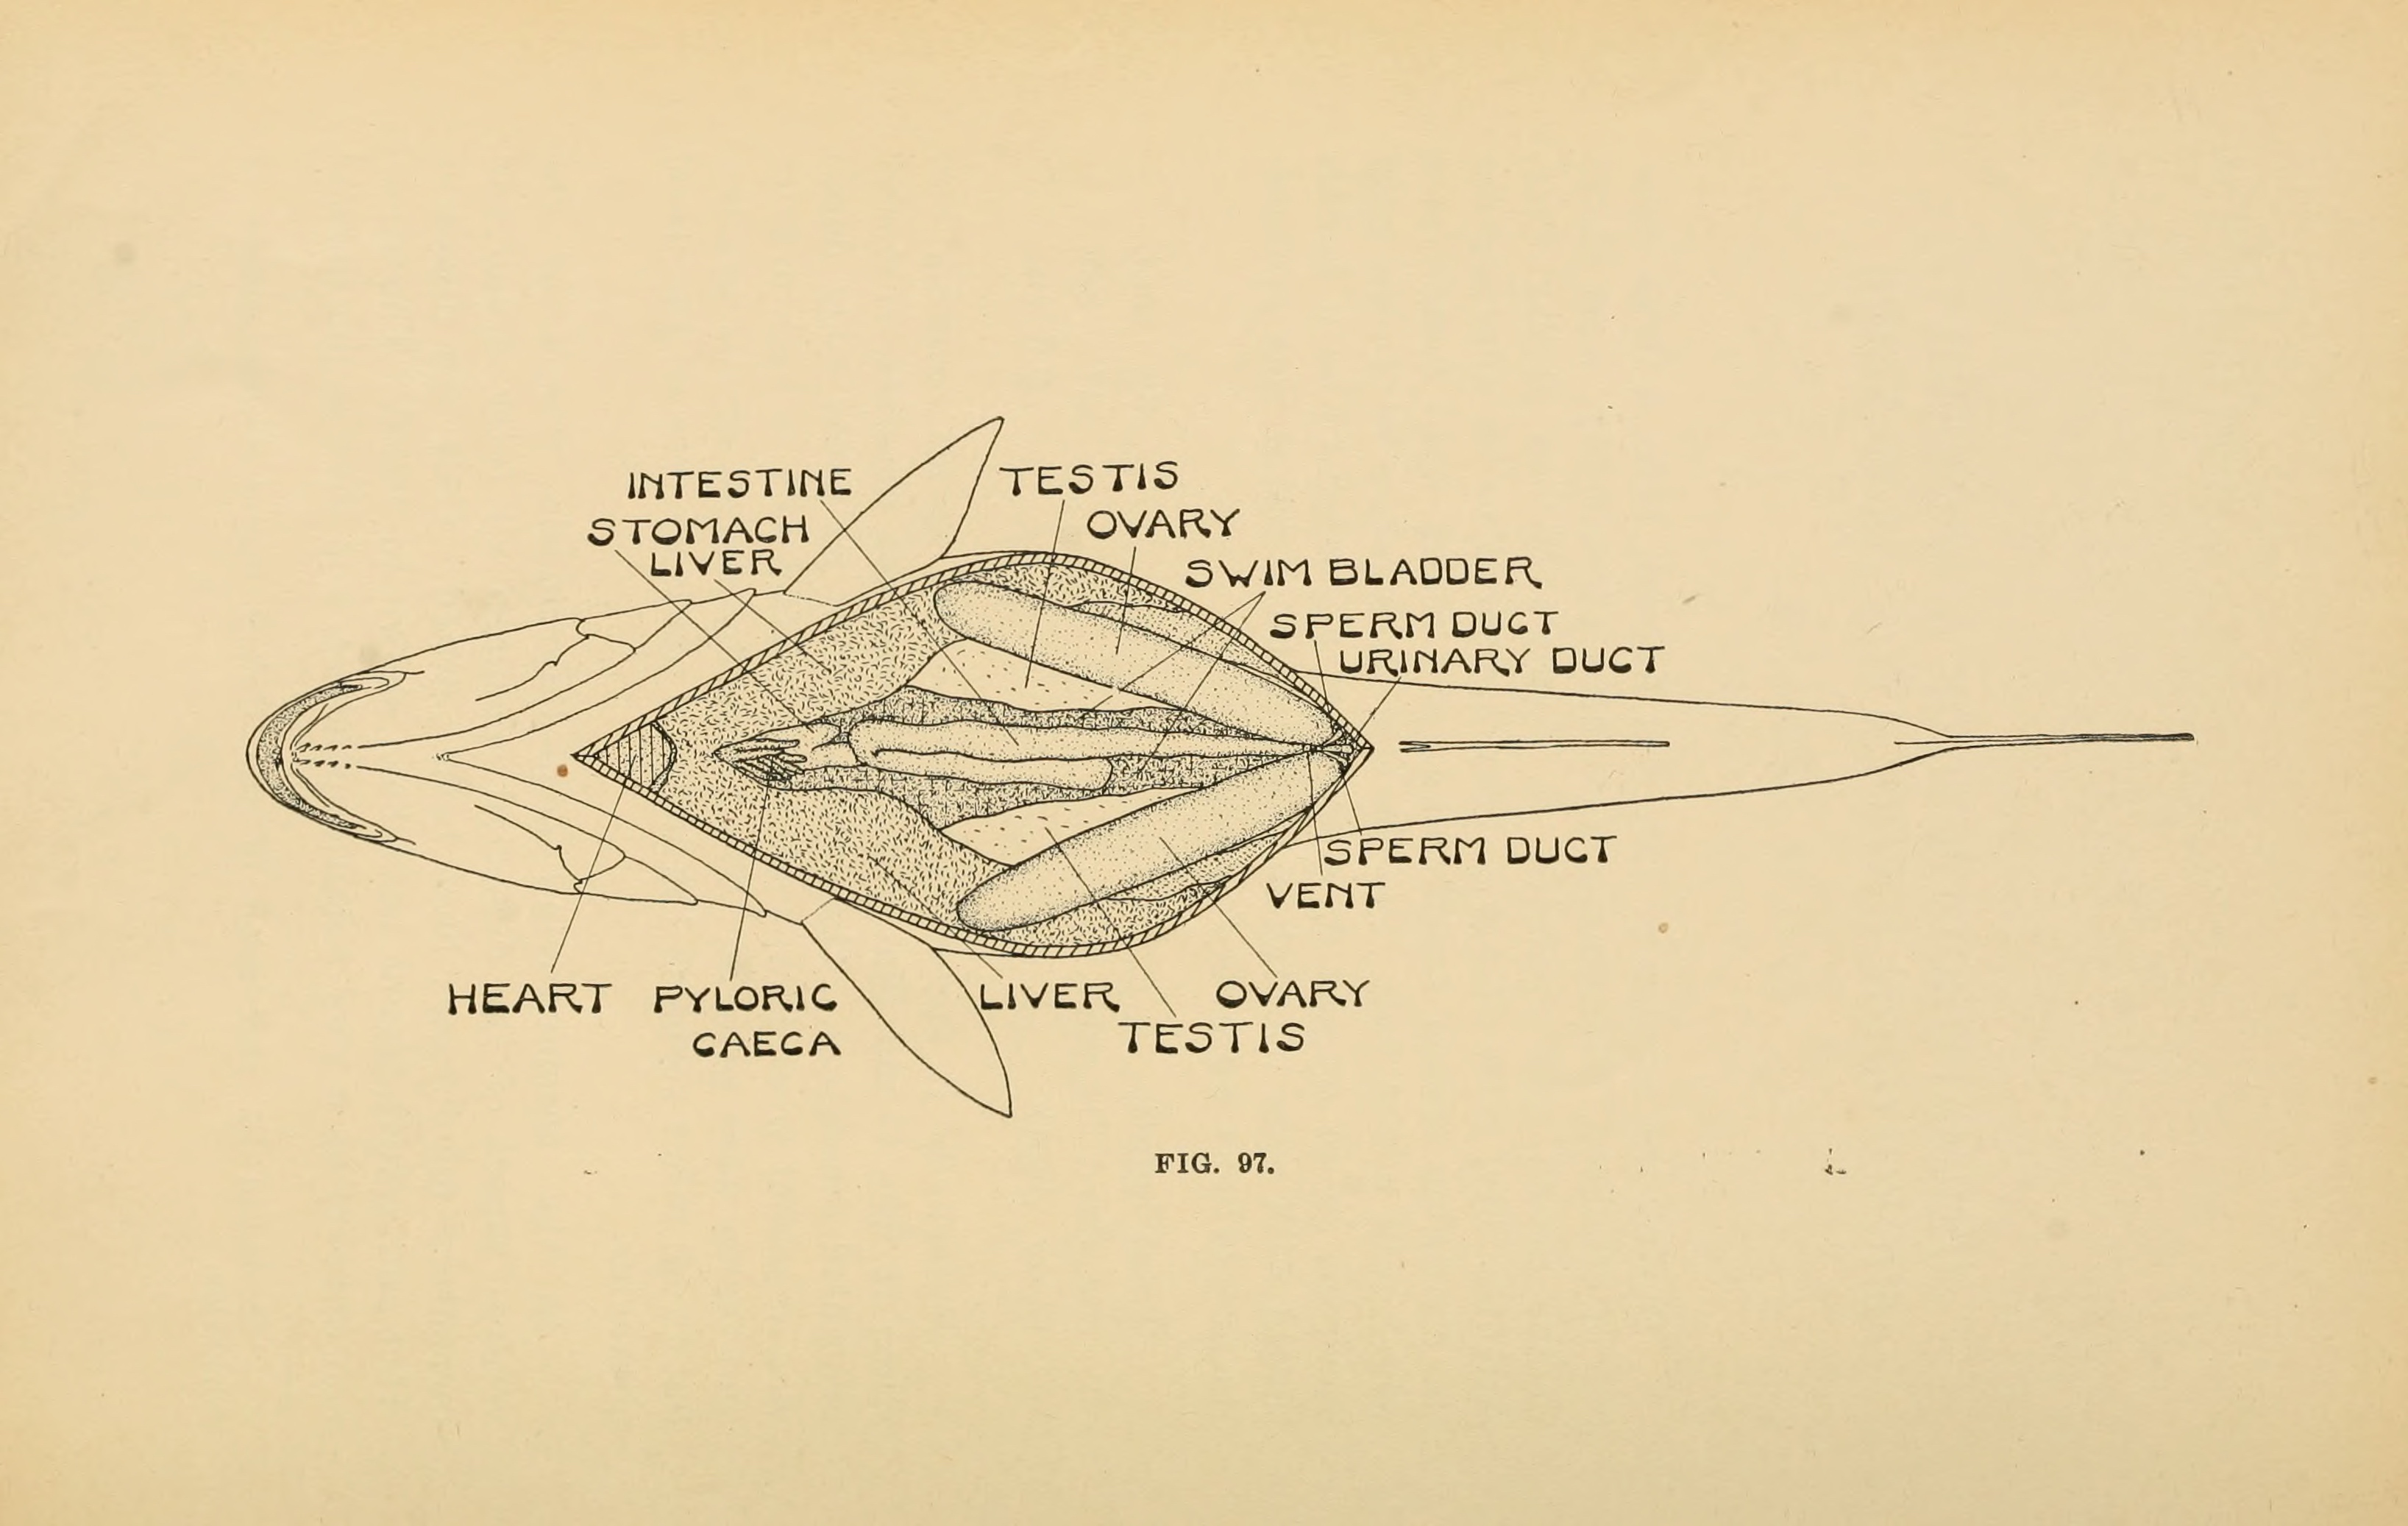 INTESTINE
STOMACH
LIVER
TESTIS
OVARY
SWIM BLADDER
SPERM DUCT
URINARY DUCT
SPERM DUCT
VENT
HEART
PYLORIC
CAECA
LIVER
OVARY
TESTIS
FIG. 97.